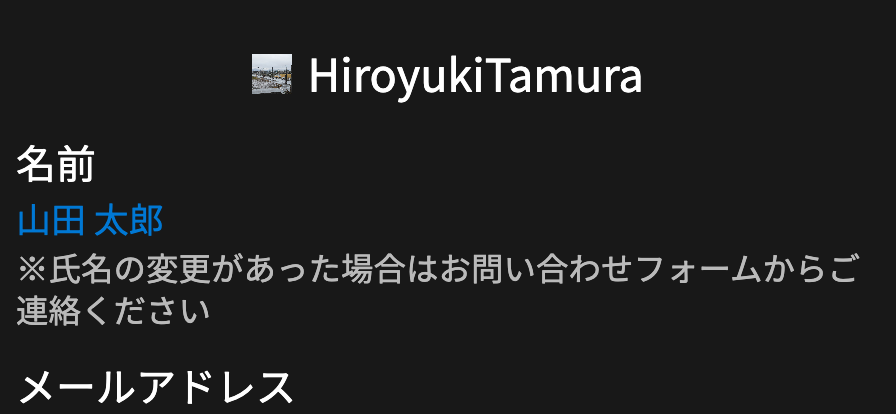 HiroyukiTamura
名前
山田 太郎
※氏名の変更があった場合はお問い合わせフォームからご
連絡ください
メールアドレス